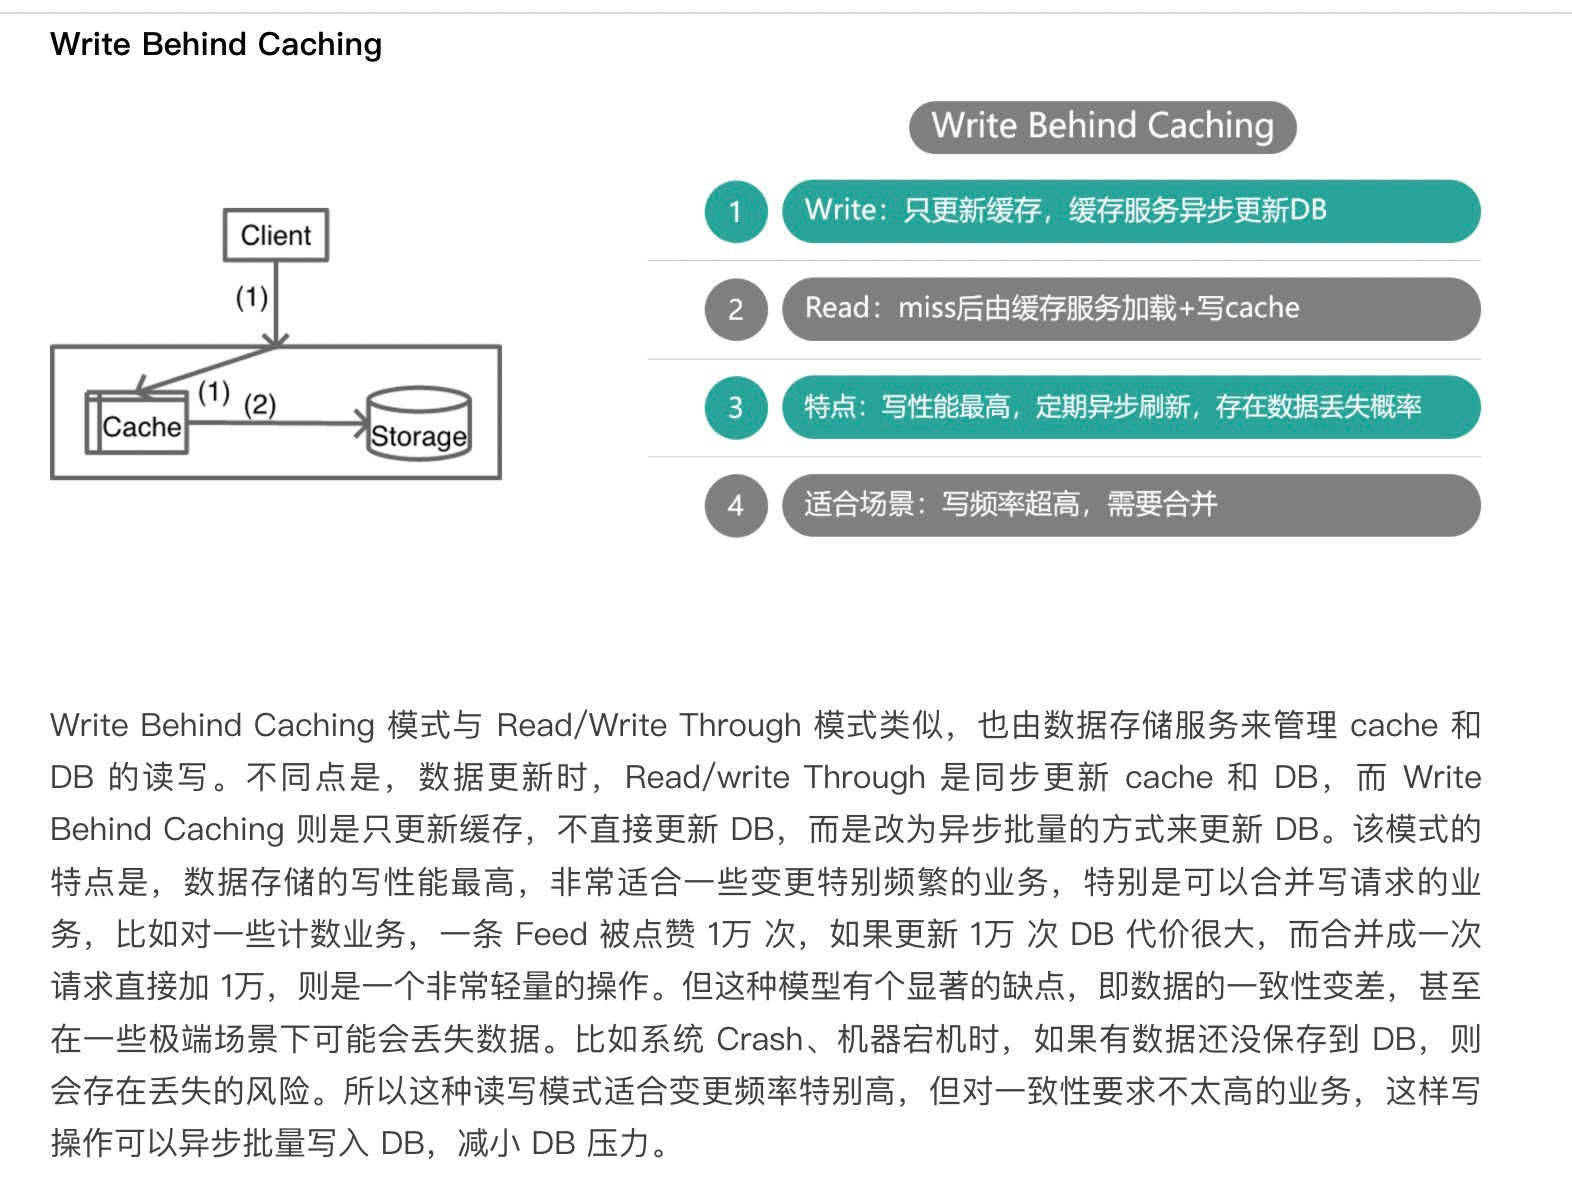 Write Behind Caching
Write Behind Caching
Client
(1)
(1)
(2)
Cache
Storage
1
Write：只更新缓存，缓存服务异步更新DB
2
Read：miss后由缓存服务加载+写cache
3
特点：写性能最高，定期异步刷新，存在数据丢失概率
4
适合场景：写频率超高，需要合并
Write Behind Caching 模式与 Read/Write Through 模式类似，也由数据存储服务来管理 cache 和
DB 的读写。不同点是，数据更新时，Read/write Through 是同步更新 cache 和 DB，而 Write
Behind Caching 则是只更新缓存，不直接更新 DB，而是改为异步批量的方式来更新 DB。该模式的
特点是，数据存储的写性能最高，非常适合一些变更特别频繁的业务，特别是可以合并写请求的业
务，比如对一些计数业务，一条 Feed 被点赞 1万 次，如果更新 1万 次 DB 代价很大，而合并成一次
请求直接加 1万，则是一个非常轻量的操作。但这种模型有个显著的缺点，即数据的一致性变差，甚至
在一些极端场景下可能会丢失数据。比如系统 Crash、机器宕机时，如果有数据还没保存到 DB，则
会存在丢失的风险。所以这种读写模式适合变更频率特别高，但对一致性要求不太高的业务，这样写
操作可以异步批量写入 DB，减小 DB 压力。